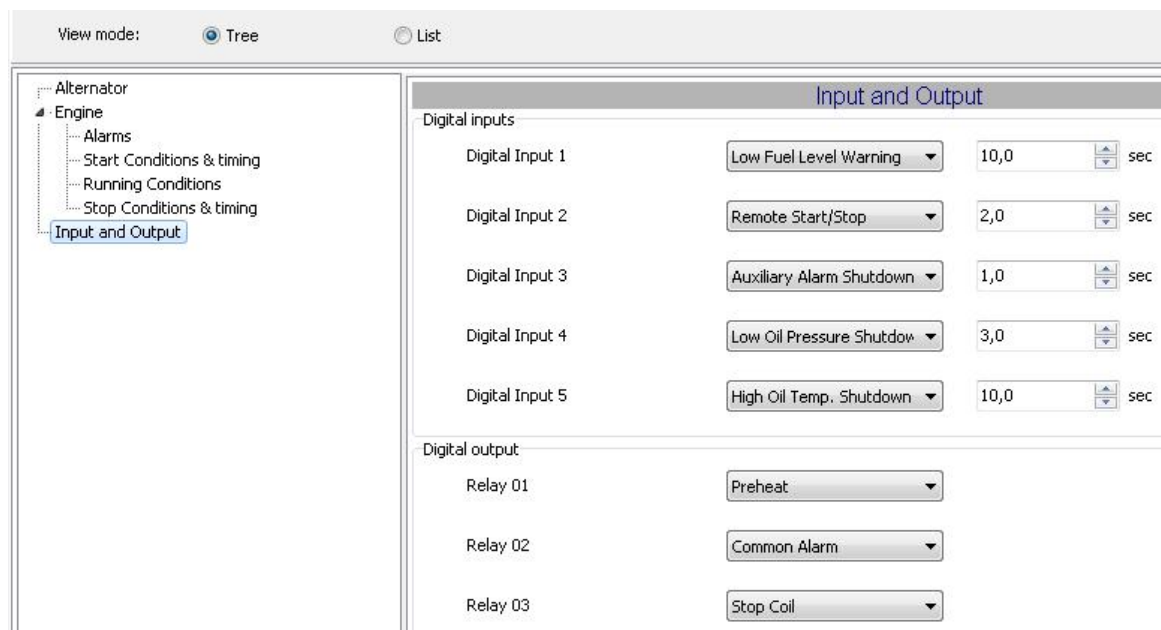 View mode: Tree List
Alternator
Engine
Alarms
Start Conditions & timing
Running Conditions
Stop Conditions & timing
Input and Output
Input and Output
Digital inputs
Digital Input 1 Low Fuel Level Warning 10,0 sec
Digital Input 2 Remote Start/Stop 2,0 sec
Digital Input 3 Auxiliary Alarm Shutdown 1,0 sec
Digital Input 4 Low Oil Pressure Shutdow 3,0 sec
Digital Input 5 High Oil Temp. Shutdown 10,0 sec
Digital output
Relay 01 Preheat
Relay 02 Common Alarm
Relay 03 Stop Coil